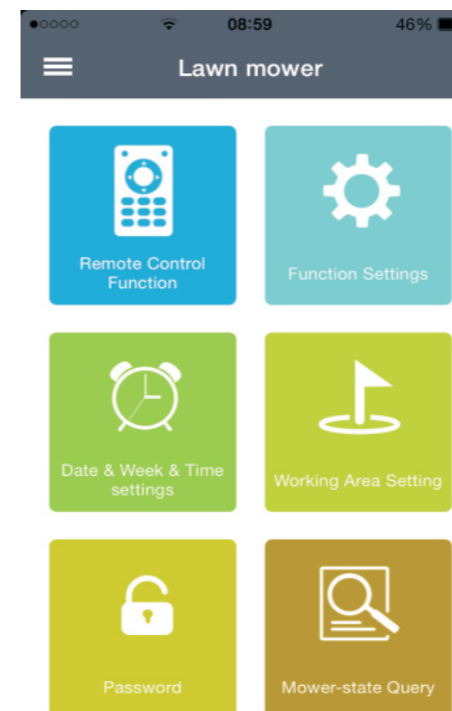 08:59 46%
Lawn mower
Remote Control
Function
Function Settings
Date & Week & Time
settings
Working Area Setting
Password
Mower-state Query